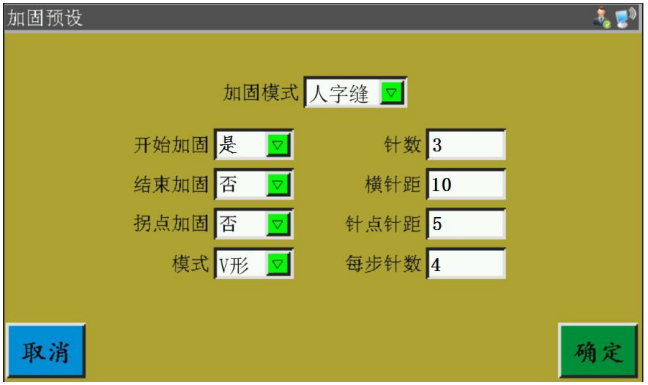 加固预设
加固模式 人字缝
开始加固 是 针数 3
结束加固 否 横针距 10
拐点加固 否 针点针距 5
模式 V形 每步针数 4
取消 确定